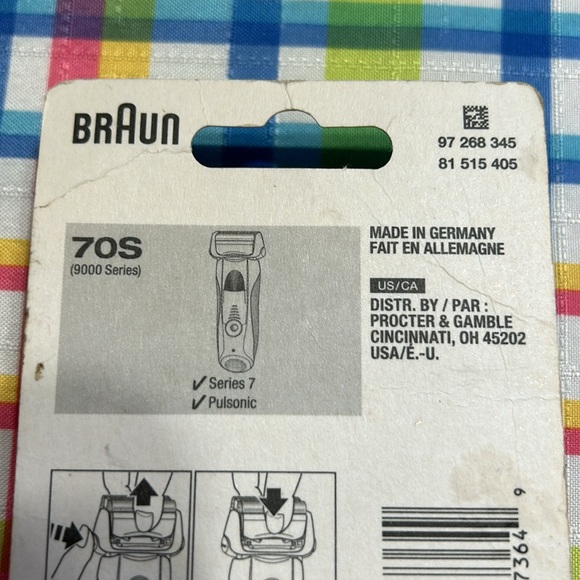 BRAUN
97 268 345
81 515 405
70S
(9000 Series)
✓ Series 7
✓ Pulsonic
MADE IN GERMANY
FAIT EN ALLEMAGNE
US/CA
DISTR. BY / PAR :
PROCTER & GAMBLE
CINCINNATI, OH 45202
USA/É.-U.
7364 9